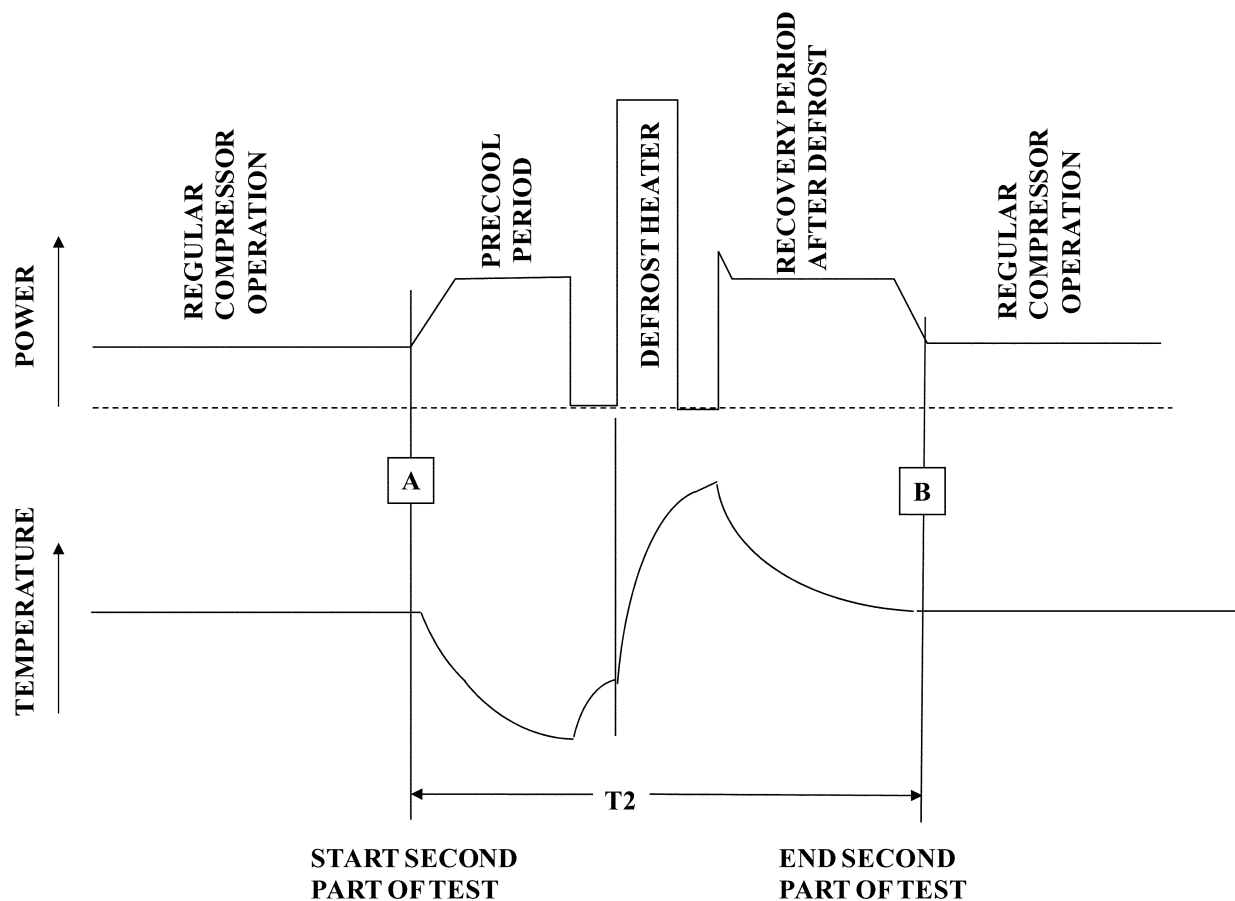 REGULAR
COMPRESSOR
OPERATION
PRECOOL
PERIOD
DEFROST HEATER
RECOVERY PERIOD
AFTER DEFROST
REGULAR
COMPRESSOR
OPERATION
POWER
A
B
TEMPERATURE
T2
START SECOND
PART OF TEST
END SECOND
PART OF TEST